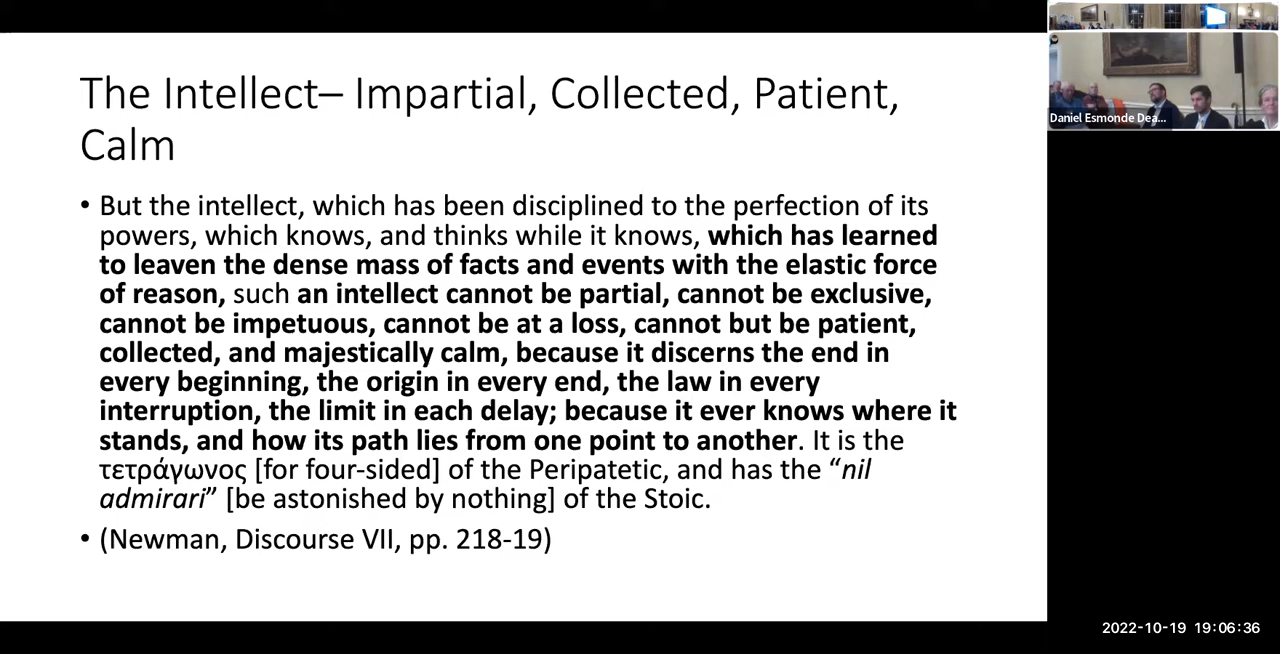 The Intellect– Impartial, Collected, Patient,
Calm
• But the intellect, which has been disciplined to the perfection of its
powers, which knows, and thinks while it knows, which has learned
to leaven the dense mass of facts and events with the elastic force
of reason, such an intellect cannot be partial, cannot be exclusive,
cannot be impetuous, cannot be at a loss, cannot but be patient,
collected, and majestically calm, because it discerns the end in
every beginning, the origin in every end, the law in every
interruption, the limit in each delay; because it ever knows where it
stands, and how its path lies from one point to another. It is the
τετράγωνος [for four-sided] of the Peripatetic, and has the “nil
admirari” [be astonished by nothing] of the Stoic.
• (Newman, Discourse VII, pp. 218-19)
Daniel Esmonde Dea...
2022-10-19 19:06:36